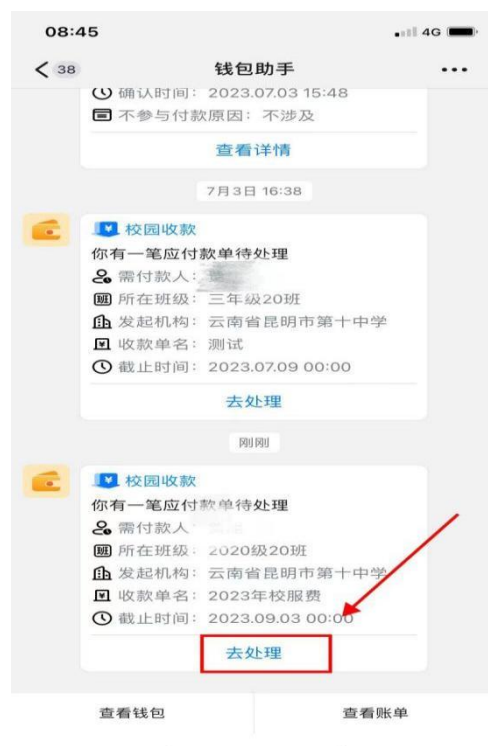 08:45
4G
38
钱包助手
确认时间：2023.07.03 15:48
不参与付款原因：不涉及
查看详情
7月3日 16:38
校园收款
你有一笔应付款单待处理
需付款人：
班 所在班级：三年级20班
发起机构：云南省昆明市第十中学
收款单名：测试
截止时间：2023.07.09 00:00
去处理
刚刚
校园收款
你有一笔应付款单待处理
需付款人
班 所在班级：2020级20班
发起机构：云南省昆明市第十中学
收款单名：2023年校服费
截止时间：2023.09.03 00:00
去处理
查看钱包
查看账单